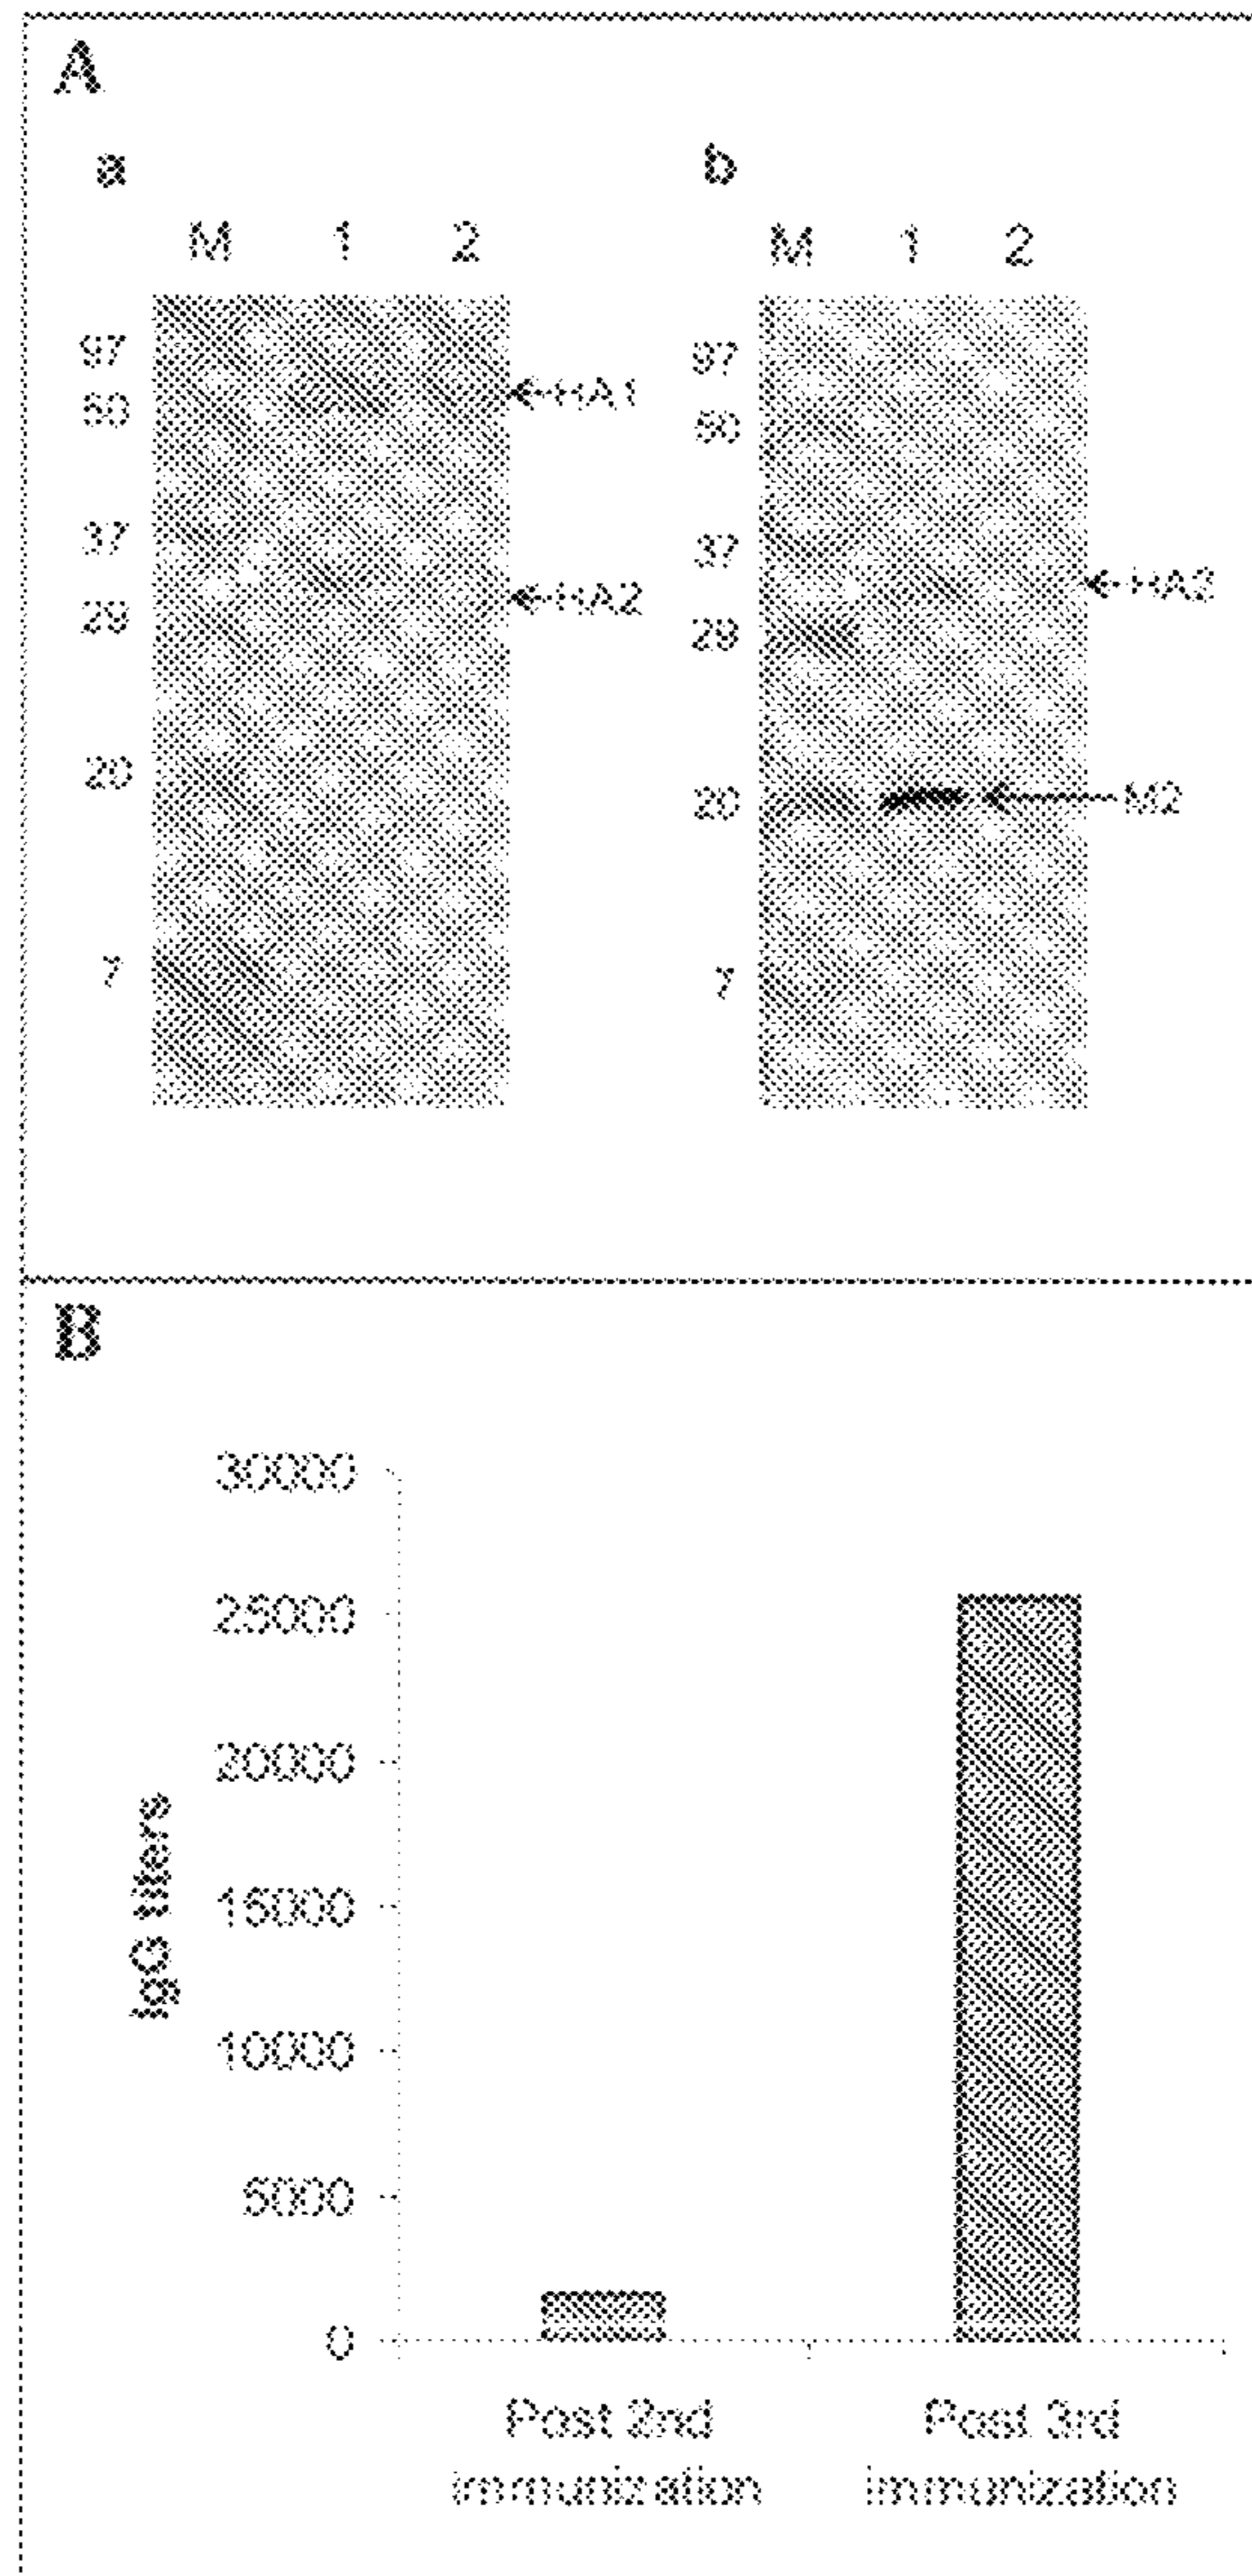 A
a
b
M 1 2
M 1 2
97
50
37
29
20
7
HA1
HA2
97
50
37
29
20
7
HA3
M2
B
IgG titers
30000
25000
20000
15000
10000
5000
0
Post 2nd
immunization
Post 3rd
immunization